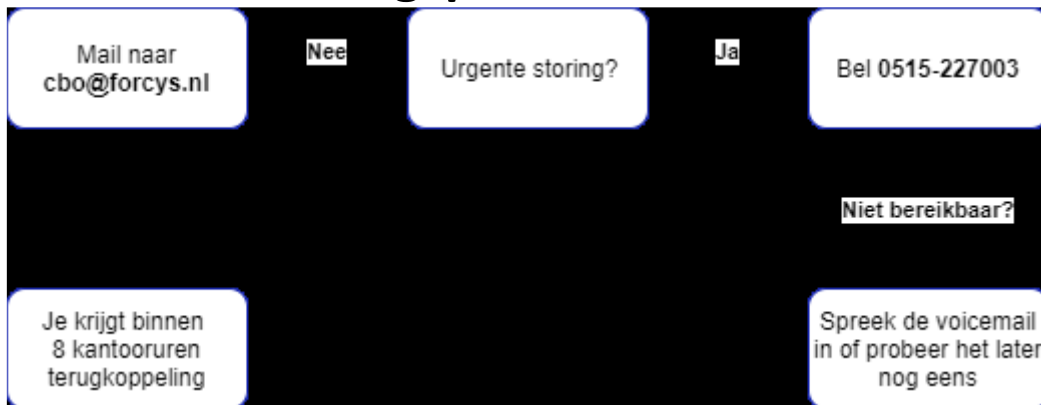 Mail naar
cbo@forcys.nl
Nee
Urgente storing?
Ja
Bel 0515-227003
Niet bereikbaar?
Je krijgt binnen
8 kantooruren
terugkoppeling
Spreek de voicemail
in of probeer het later
nog eens